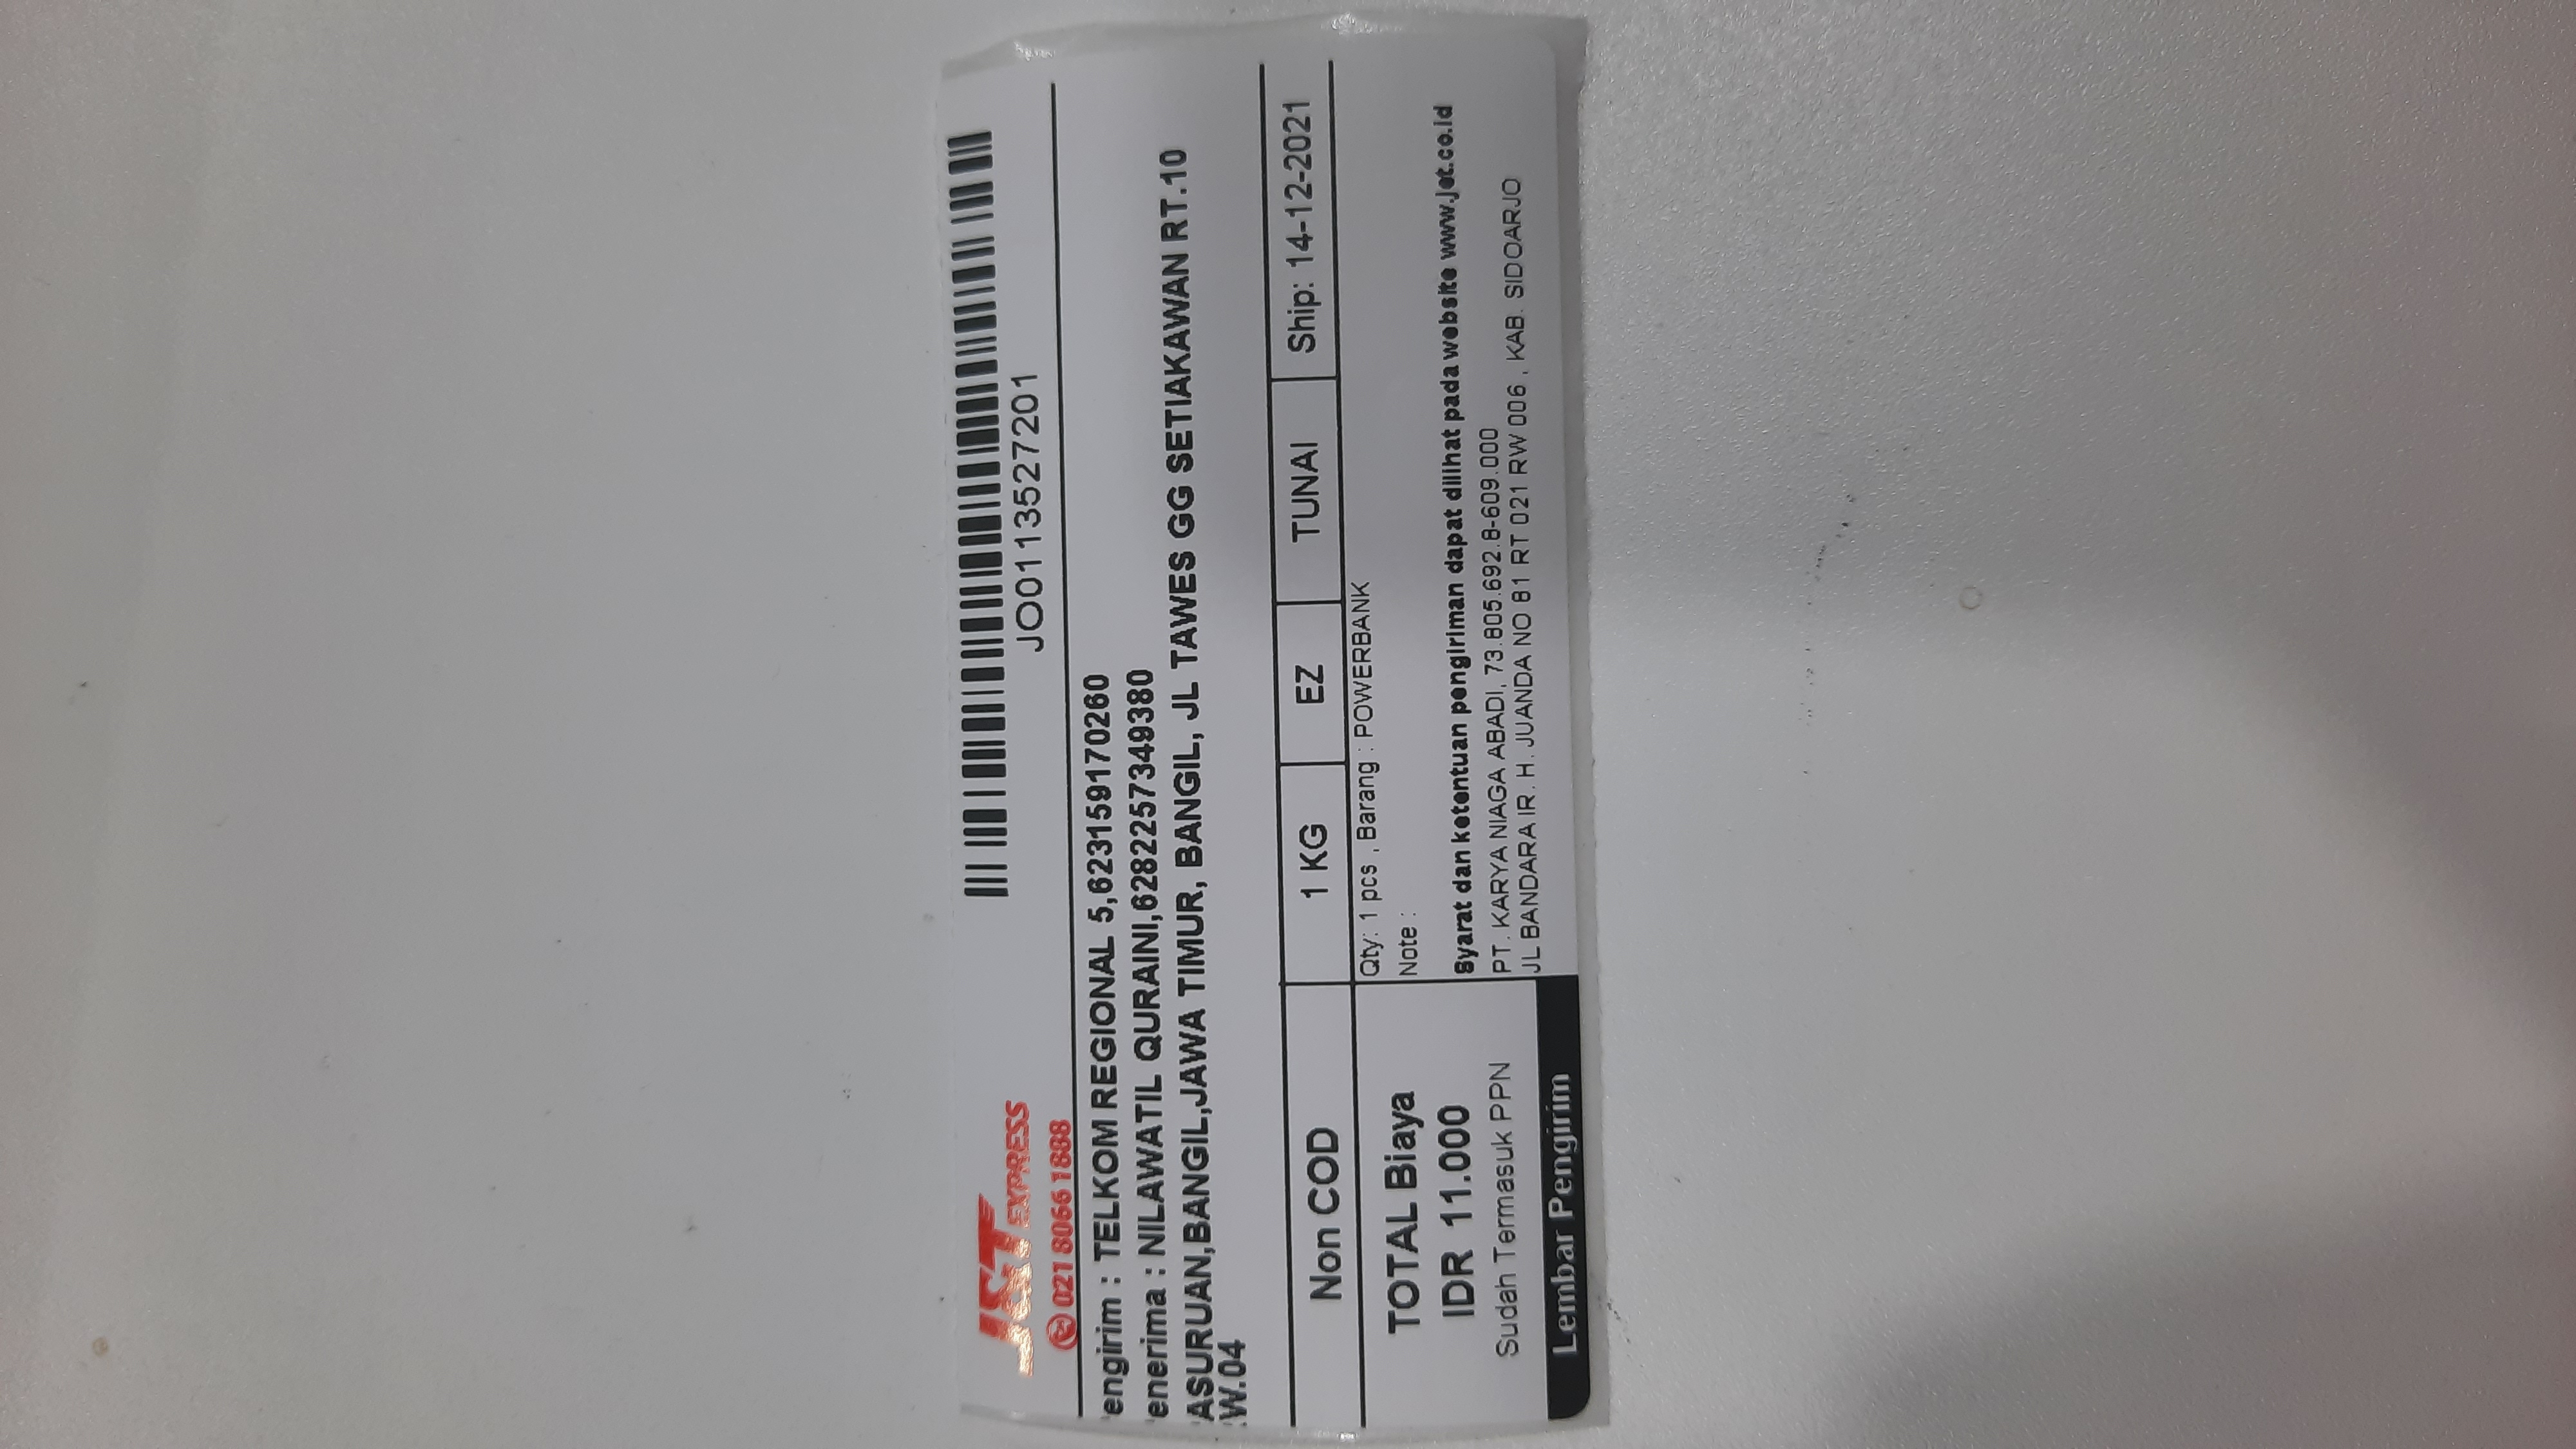 J&T EXPRESS
021 8066 1888
JO0113527201
engirim : TELKOM REGIONAL 5,623159170260
enerima : NILAWATIL QURAINI,6282257349380
ASURUAN,BANGIL,JAWA TIMUR, BANGIL, JL TAWES GG SETIAKAWAN RT.10
W.04
Non COD
1 KG
EZ
TUNAI
Ship: 14-12-2021
TOTAL Biaya
IDR 11.000
Sudah Termasuk PPN
Lembar Pengirim
Qty: 1 pcs , Barang : POWERBANK
Note :
Syarat dan ketentuan pengiriman dapat dilihat pada website www.jet.co.id
PT. KARYA NIAGA ABADI, 73.805.692.8-609.000
JL BANDARA IR. H. JUANDA NO 81 RT 021 RW 006 , KAB. SIDOARJO